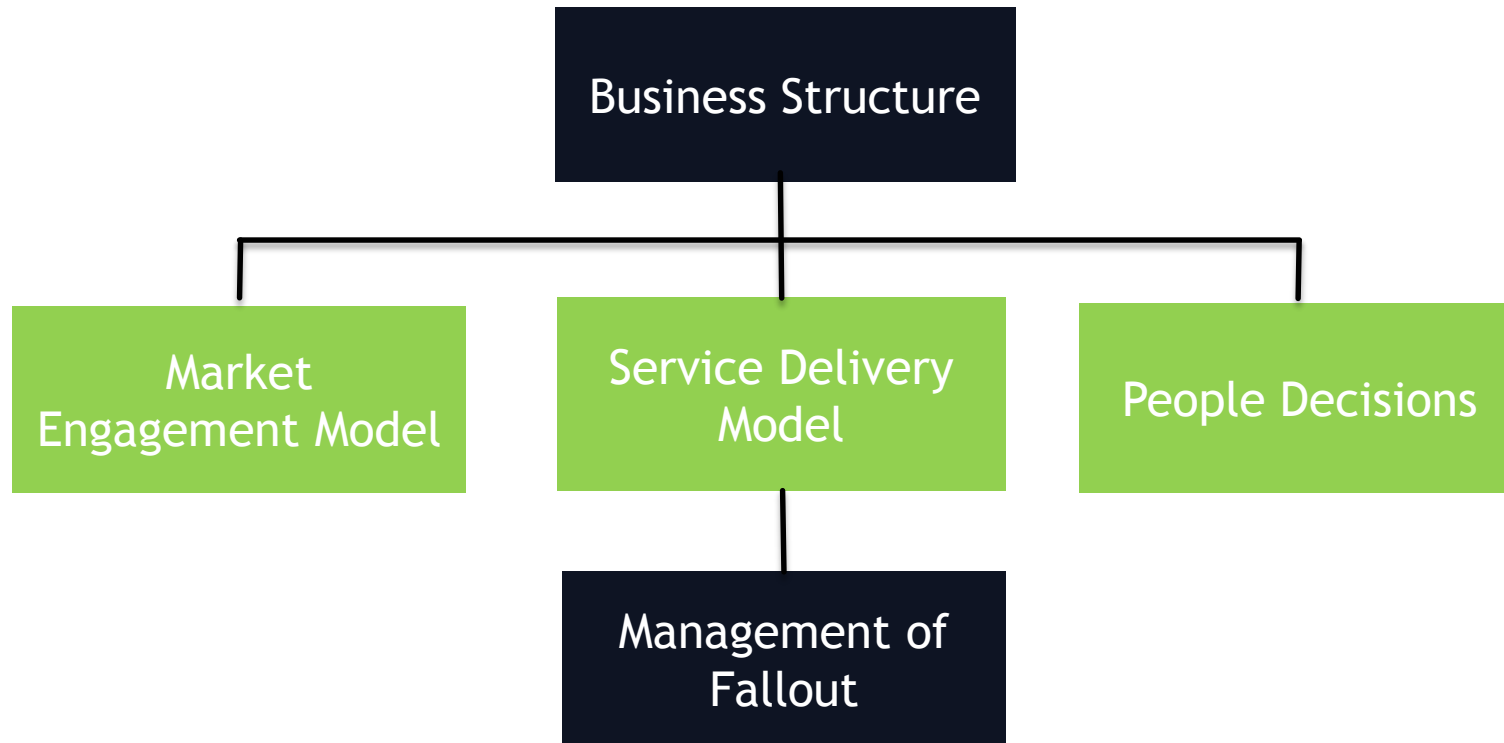 Business Structure
Market
Engagement Model
Service Delivery
Model
People Decisions
Management of
Fallout